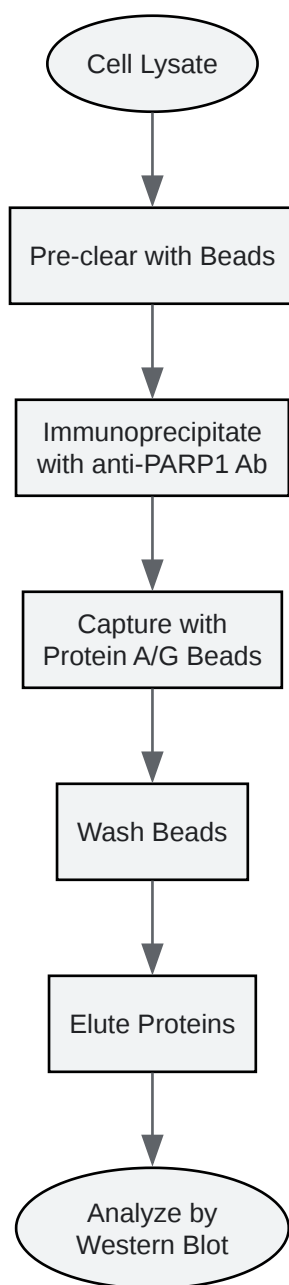 Cell Lysate
Pre-clear with Beads
Immunoprecipitate
with anti-PARP1 Ab
Capture with
Protein A/G Beads
Wash Beads
Elute Proteins
Analyze by
Western Blot